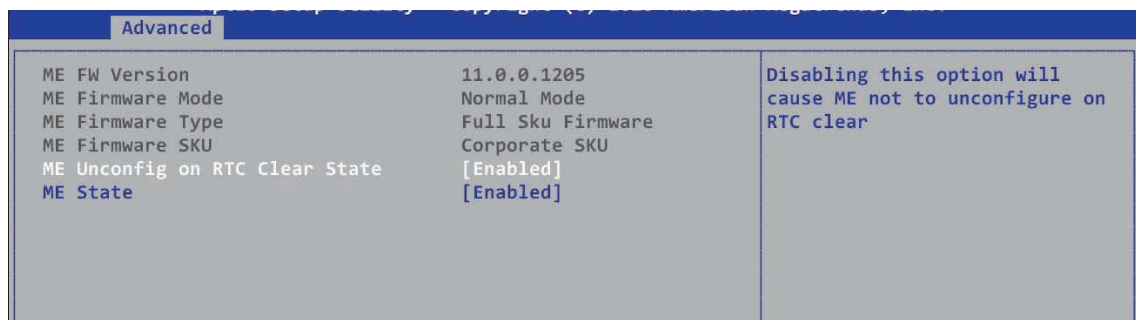 Advanced
ME FW Version 11.0.0.1205
ME Firmware Mode Normal Mode
ME Firmware Type Full Sku Firmware
ME Firmware SKU Corporate SKU
ME Unconfig on RTC Clear State [Enabled]
ME State [Enabled]
Disabling this option will
cause ME not to unconfigure on
RTC clear